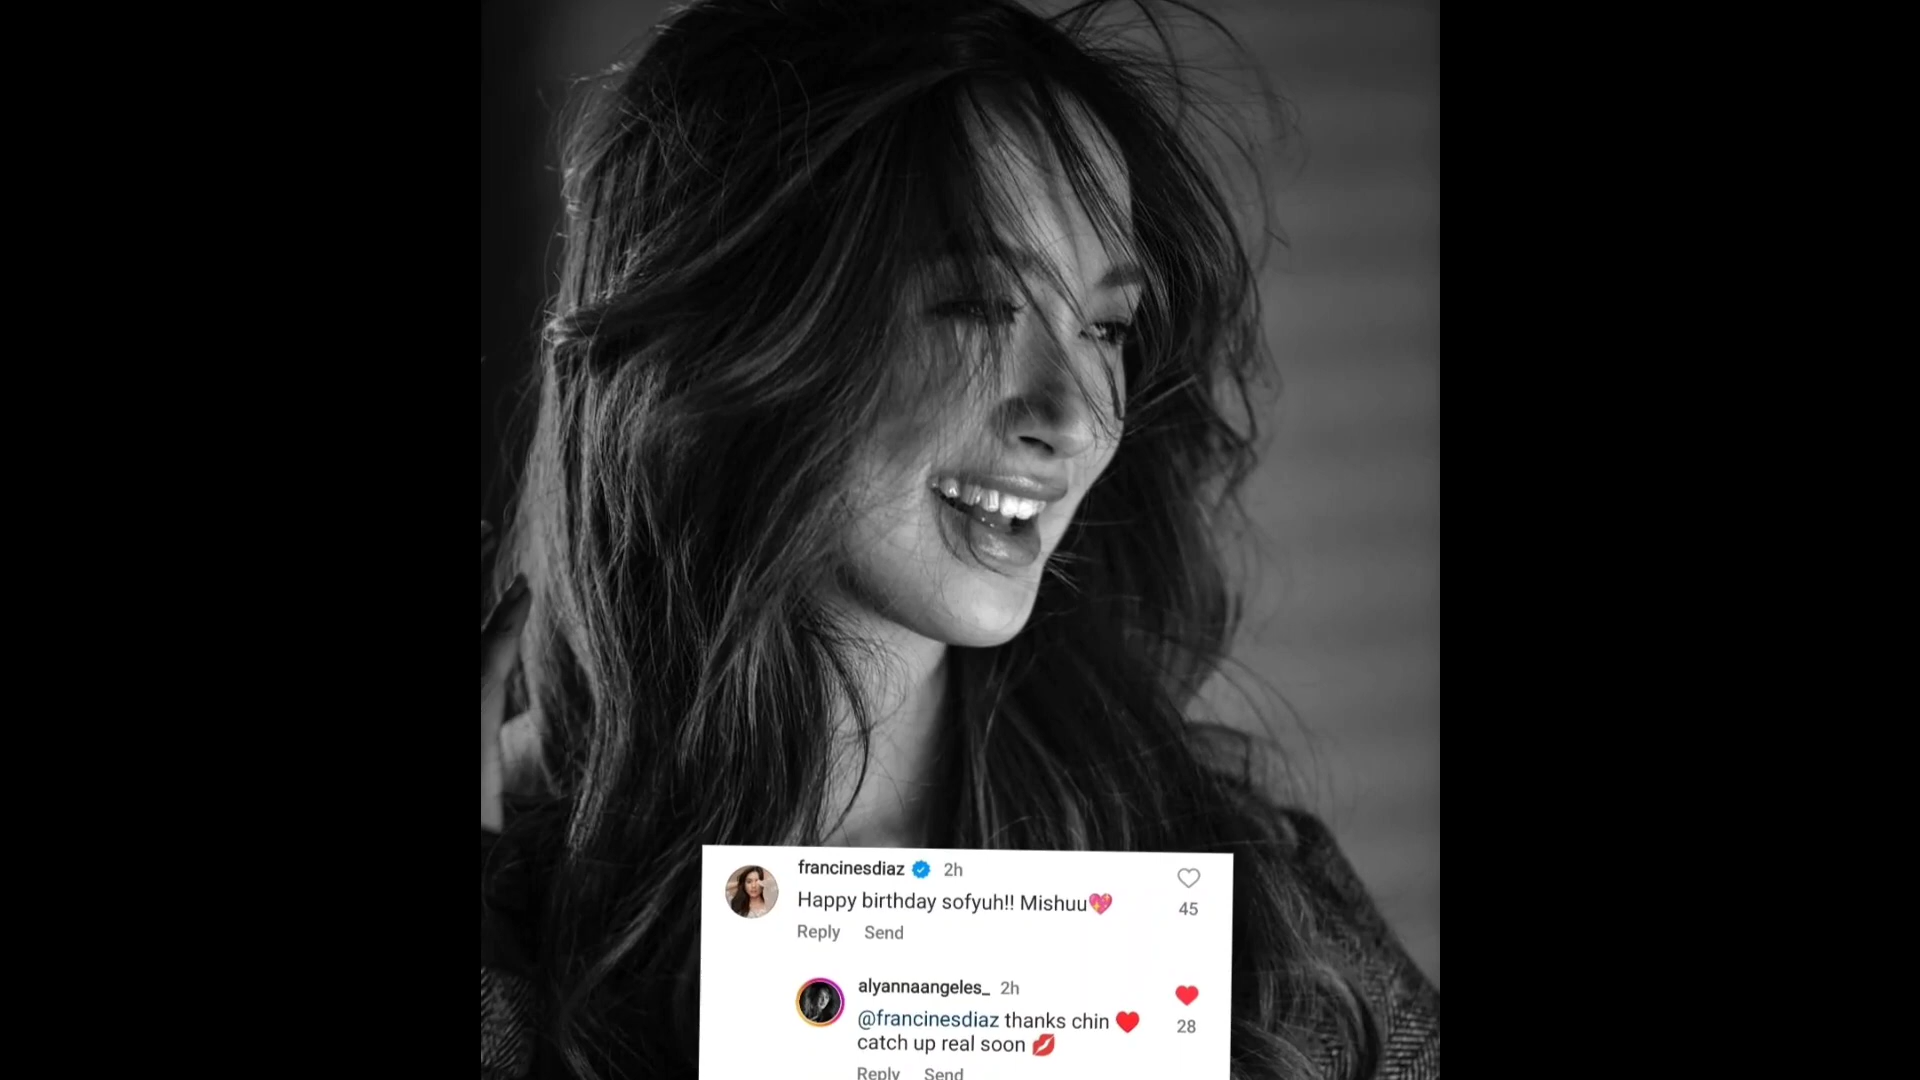 francinesdiaz 2h
Happy birthday sofyuh!! Mishuu💖
45
Reply Send
alyannaangeles_ 2h
@francinesdiaz thanks chin ❤️
catch up real soon 💋
28
Reply Send